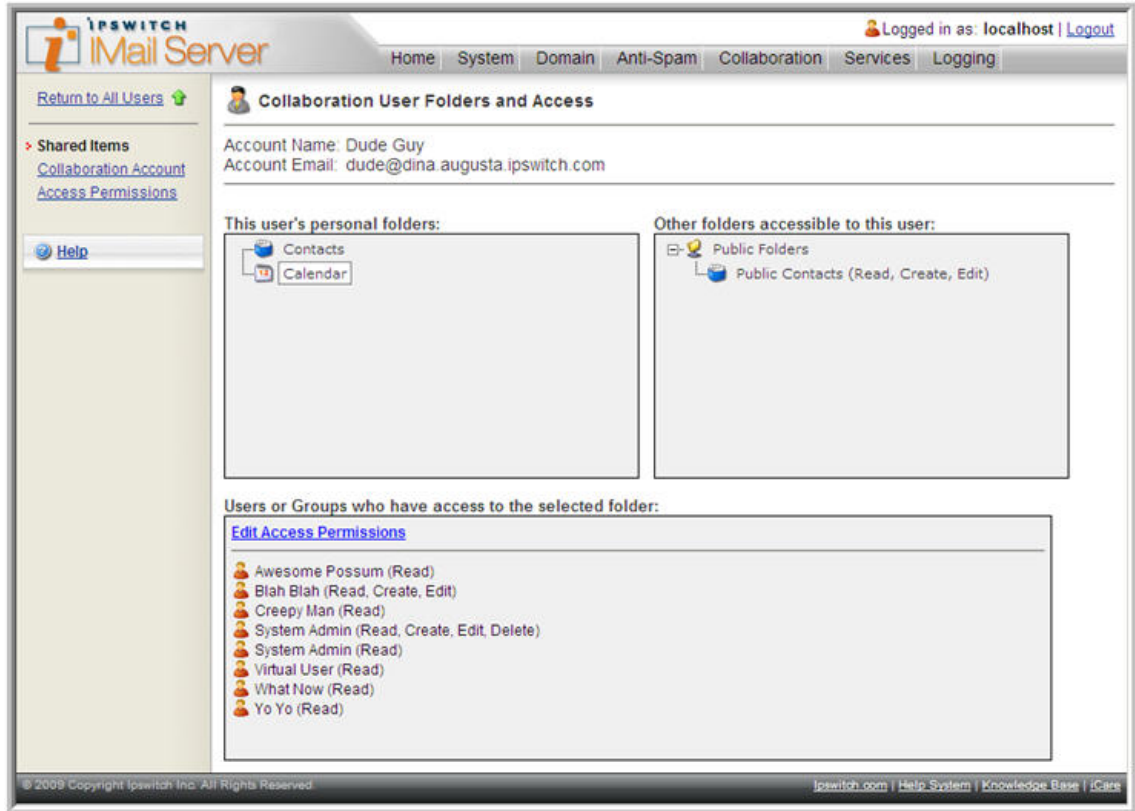 IPSWITCH
IMail Server
Logged in as: localhost | Logout
Home System Domain Anti-Spam Collaboration Services Logging
Return to All Users
Shared Items
Collaboration Account
Access Permissions
Help
Collaboration User Folders and Access
Account Name: Dude Guy
Account Email: dude@dina.augusta.ipswitch.com
This user's personal folders:
Contacts
Calendar
Other folders accessible to this user:
Public Folders
Public Contacts (Read, Create, Edit)
Users or Groups who have access to the selected folder:
Edit Access Permissions
Awesome Possum (Read)
Blah Blah (Read, Create, Edit)
Creepy Man (Read)
System Admin (Read, Create, Edit, Delete)
System Admin (Read)
Virtual User (Read)
What Now (Read)
Yo Yo (Read)
© 2009 Copyright Ipswitch Inc. All Rights Reserved.
Ipswitch.com | Help System | Knowledge Base | iCare